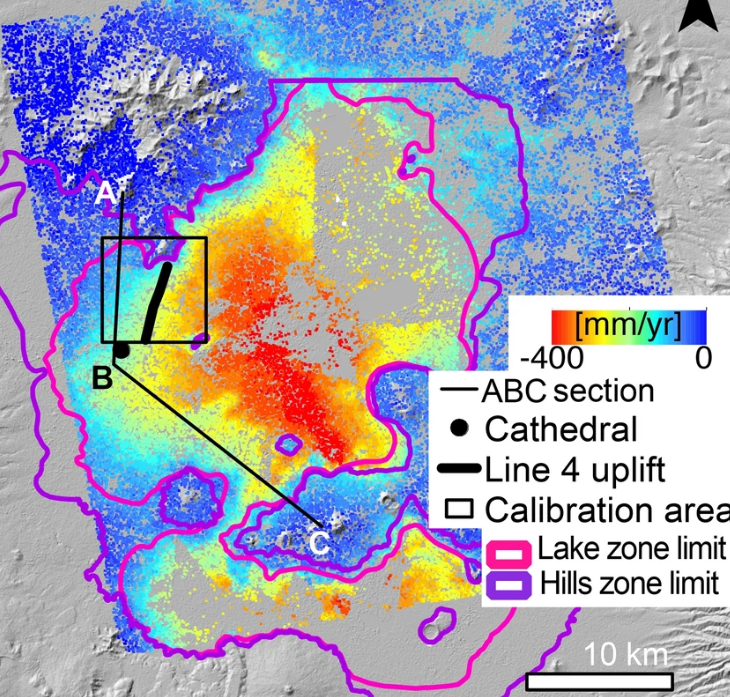 A
B
C
[mm/yr]
-400 0
ABC section
Cathedral
Line 4 uplift
Calibration area
Lake zone limit
Hills zone limit
10 km